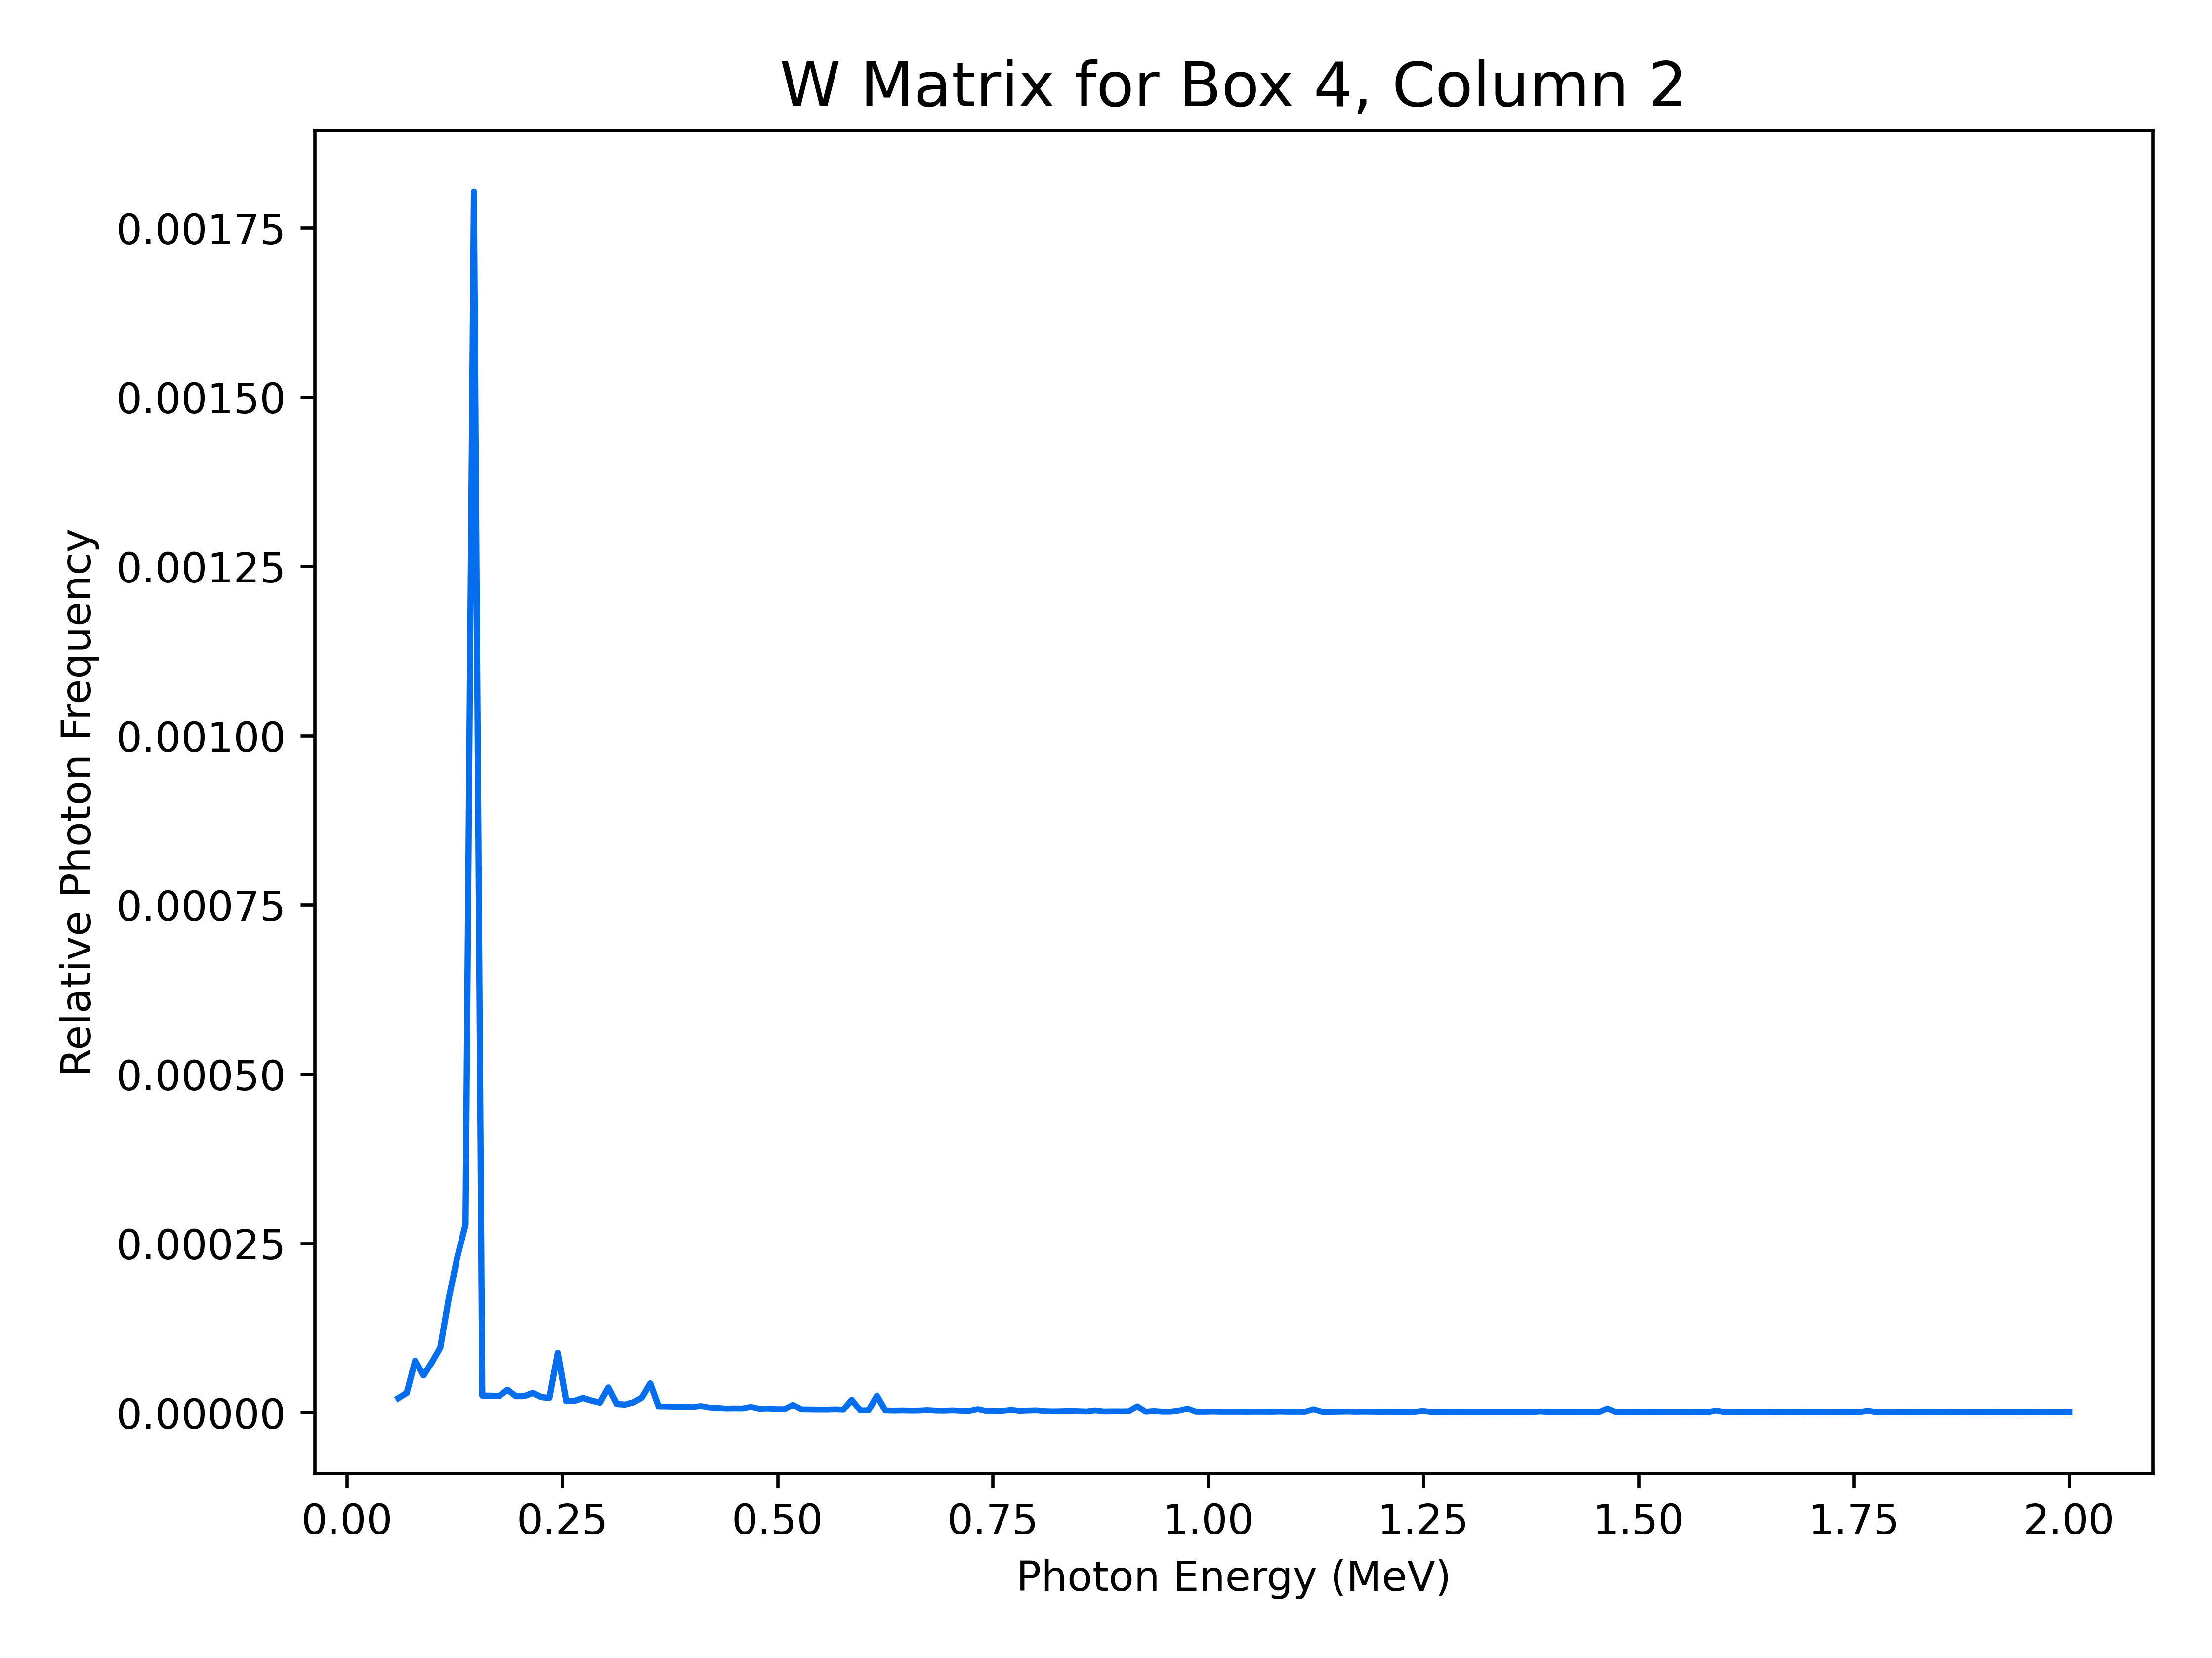 W Matrix for Box 4, Column 2
Relative Photon Frequency
0.00175
0.00150
0.00125
0.00100
0.00075
0.00050
0.00025
0.00000
0.00 0.25 0.50 0.75 1.00 1.25 1.50 1.75 2.00
Photon Energy (MeV)